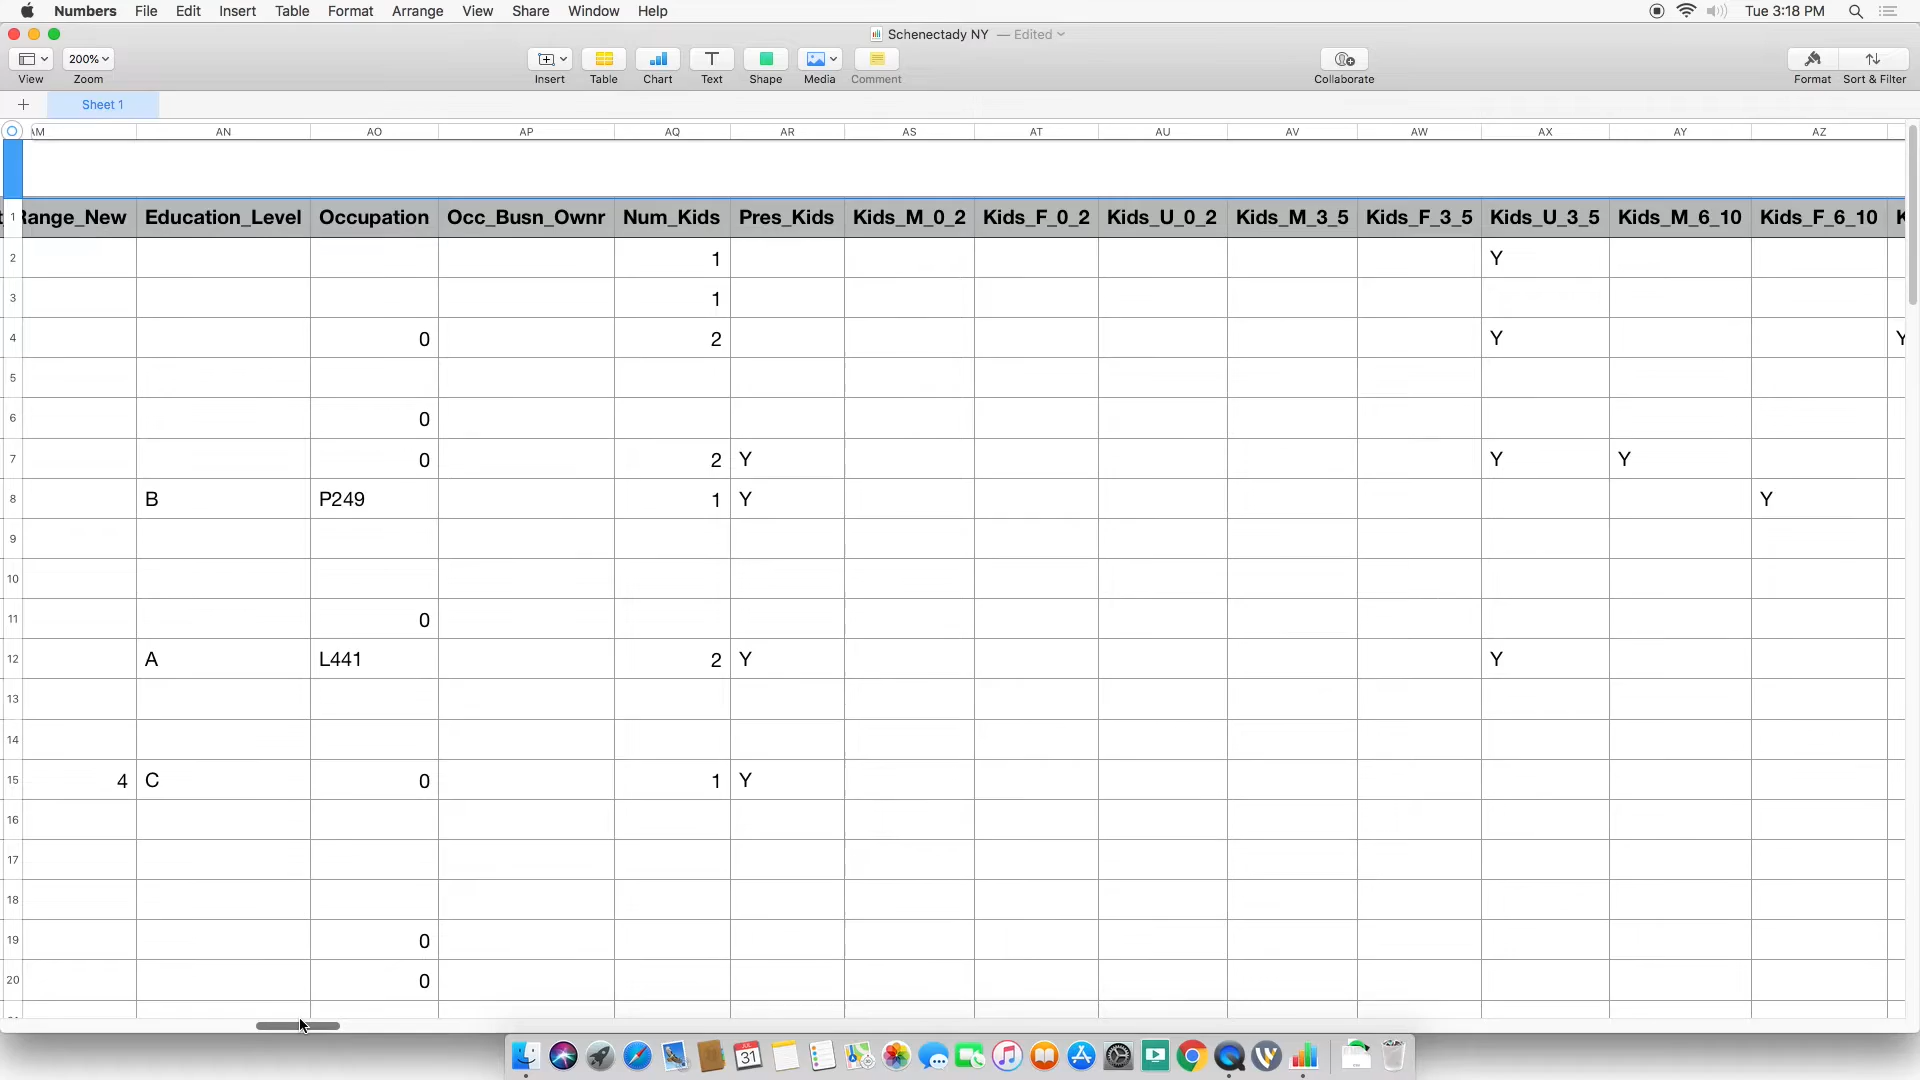 Numbers File Edit Insert Table Format Arrange View Share Window Help Tue 3:18 PM
Schenectady NY — Edited
200%
View Zoom Insert Table Chart Text Shape Media Comment Collaborate Format Sort & Filter
Sheet 1
AN AO AP AQ AR AS AT AU AV AW AX AY AZ
1 Range_New Education_Level Occupation Occ_Busn_Ownr Num_Kids Pres_Kids Kids_M_0_2 Kids_F_0_2 Kids_U_0_2 Kids_M_3_5 Kids_F_3_5 Kids_U_3_5 Kids_M_6_10 Kids_F_6_10
2 1 Y
3 1
4 0 2 Y Y
5
6 0
7 0 2 Y Y Y
8 B P249 1 Y Y
9
10
11 0
12 A L441 2 Y Y
13
14
15 4 C 0 1 Y
16
17
18
19 0
20 0
JUL
31